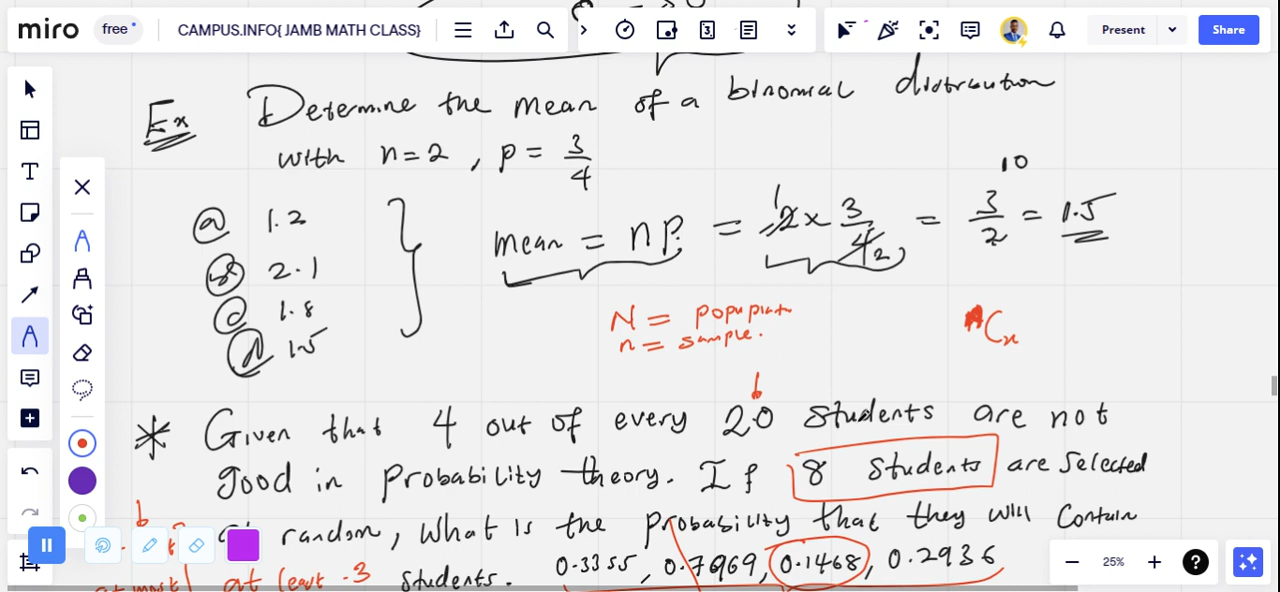 miro free CAMPUS.INFO{ JAMB MATH CLASS} Present Share
Ex Determine the mean of a binomial distribution
with n=2 , p = 3/4
10
@ 1.2
2.1
1.8
1.5
mean = np. = 2 x 3/4 = 3/2 = 1.5
1
2
N =
n = sample.
nCx
* Given that 4 out of every 20 students are not
good in probability theory. If 8 students are selected
random, what is the probability that they will contain
at most at least 3 students. 0.3355, 0.7969, 0.1468, 0.2936
25%